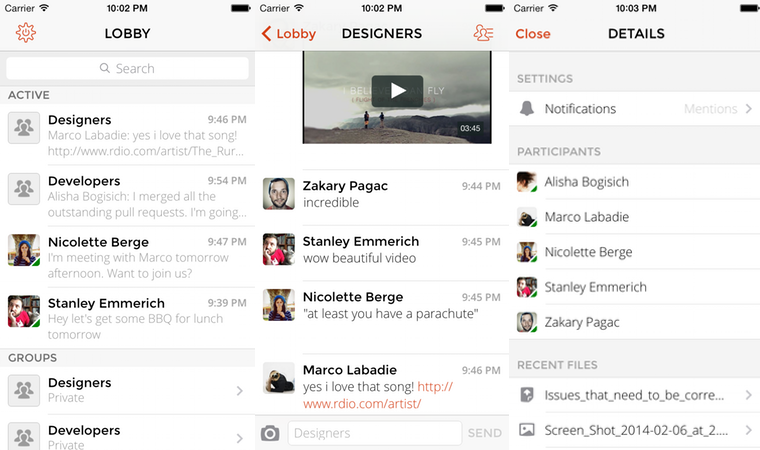 Carrier 10:02 PM
LOBBY
Search
ACTIVE
Designers 9:46 PM
Marco Labadie: yes i love that song!
http://www.rdio.com/artist/The_Rur...
Developers 9:54 PM
Alisha Bogisich: I merged all the
outstanding pull requests. I'm going...
Nicolette Berge 9:47 PM
I'm meeting with Marco tomorrow
afternoon. Want to join us?
Stanley Emmerich 9:39 PM
Hey let's get some BBQ for lunch
tomorrow
GROUPS
Designers
Private
Developers
Private
Carrier 10:02 PM
Lobby DESIGNERS
03:45
Zakary Pagac 9:44 PM
incredible
Stanley Emmerich 9:45 PM
wow beautiful video
Nicolette Berge 9:45 PM
"at least you have a parachute"
Marco Labadie 9:46 PM
yes i love that song! http://
www.rdio.com/artist/
Designers SEND
Carrier 10:03 PM
Close DETAILS
SETTINGS
Notifications Mentions
PARTICIPANTS
Alisha Bogisich
Marco Labadie
Nicolette Berge
Stanley Emmerich
Zakary Pagac
RECENT FILES
Issues_that_need_to_be_corre...
Screen_Shot_2014-02-06_at_2....